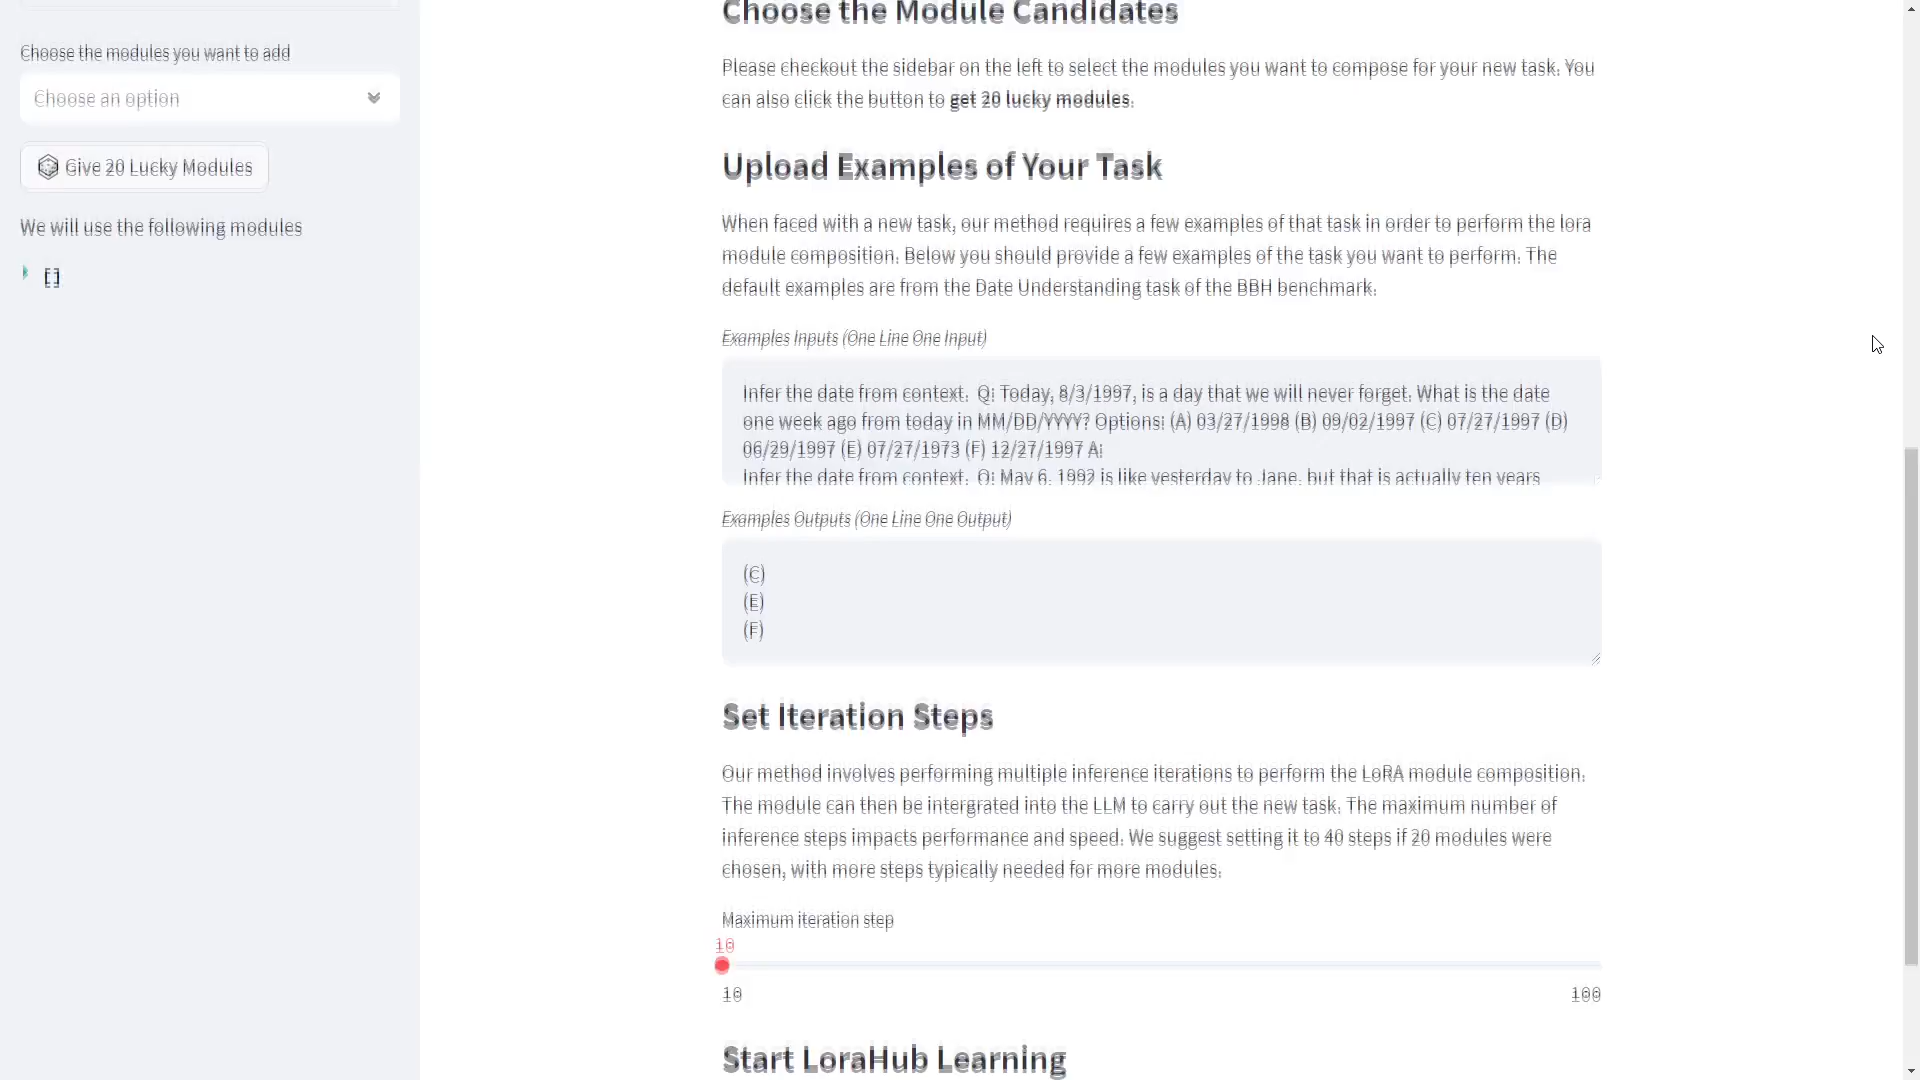 Choose the modules you want to add
Choose an option
Give 20 Lucky Modules
We will use the following modules
[]
Choose the Module Candidates
Please checkout the sidebar on the left to select the modules you want to compose for your new task. You
can also click the button to get 20 lucky modules.
Upload Examples of Your Task
When faced with a new task, our method requires a few examples of that task in order to perform the lora
module composition. Below you should provide a few examples of the task you want to perform. The
default examples are from the Date Understanding task of the BBH benchmark.
Examples Inputs (One Line One Input)
Infer the date from context. Q: Today, 8/3/1997, is a day that we will never forget. What is the date
one week ago from today in MM/DD/YYYY? Options: (A) 03/27/1998 (B) 09/02/1997 (C) 07/27/1997 (D)
06/29/1997 (E) 07/27/1973 (F) 12/27/1997 A:
Infer the date from context. Q: May 6, 1992 is like yesterday to Jane, but that is actually ten years
Examples Outputs (One Line One Output)
(C)
(E)
(F)
Set Iteration Steps
Our method involves performing multiple inference iterations to perform the LoRA module composition.
The module can then be intergrated into the LLM to carry out the new task. The maximum number of
inference steps impacts performance and speed. We suggest setting it to 40 steps if 20 modules were
chosen, with more steps typically needed for more modules.
Maximum iteration step
10
10
100
Start LoraHub Learning